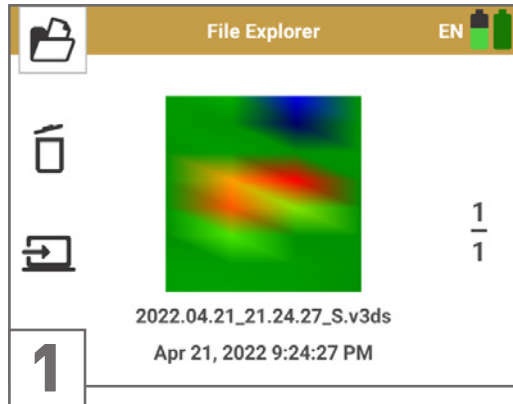 File Explorer
EN
1
1
2022.04.21_21.24.27_S.v3ds
Apr 21, 2022 9:24:27 PM
1